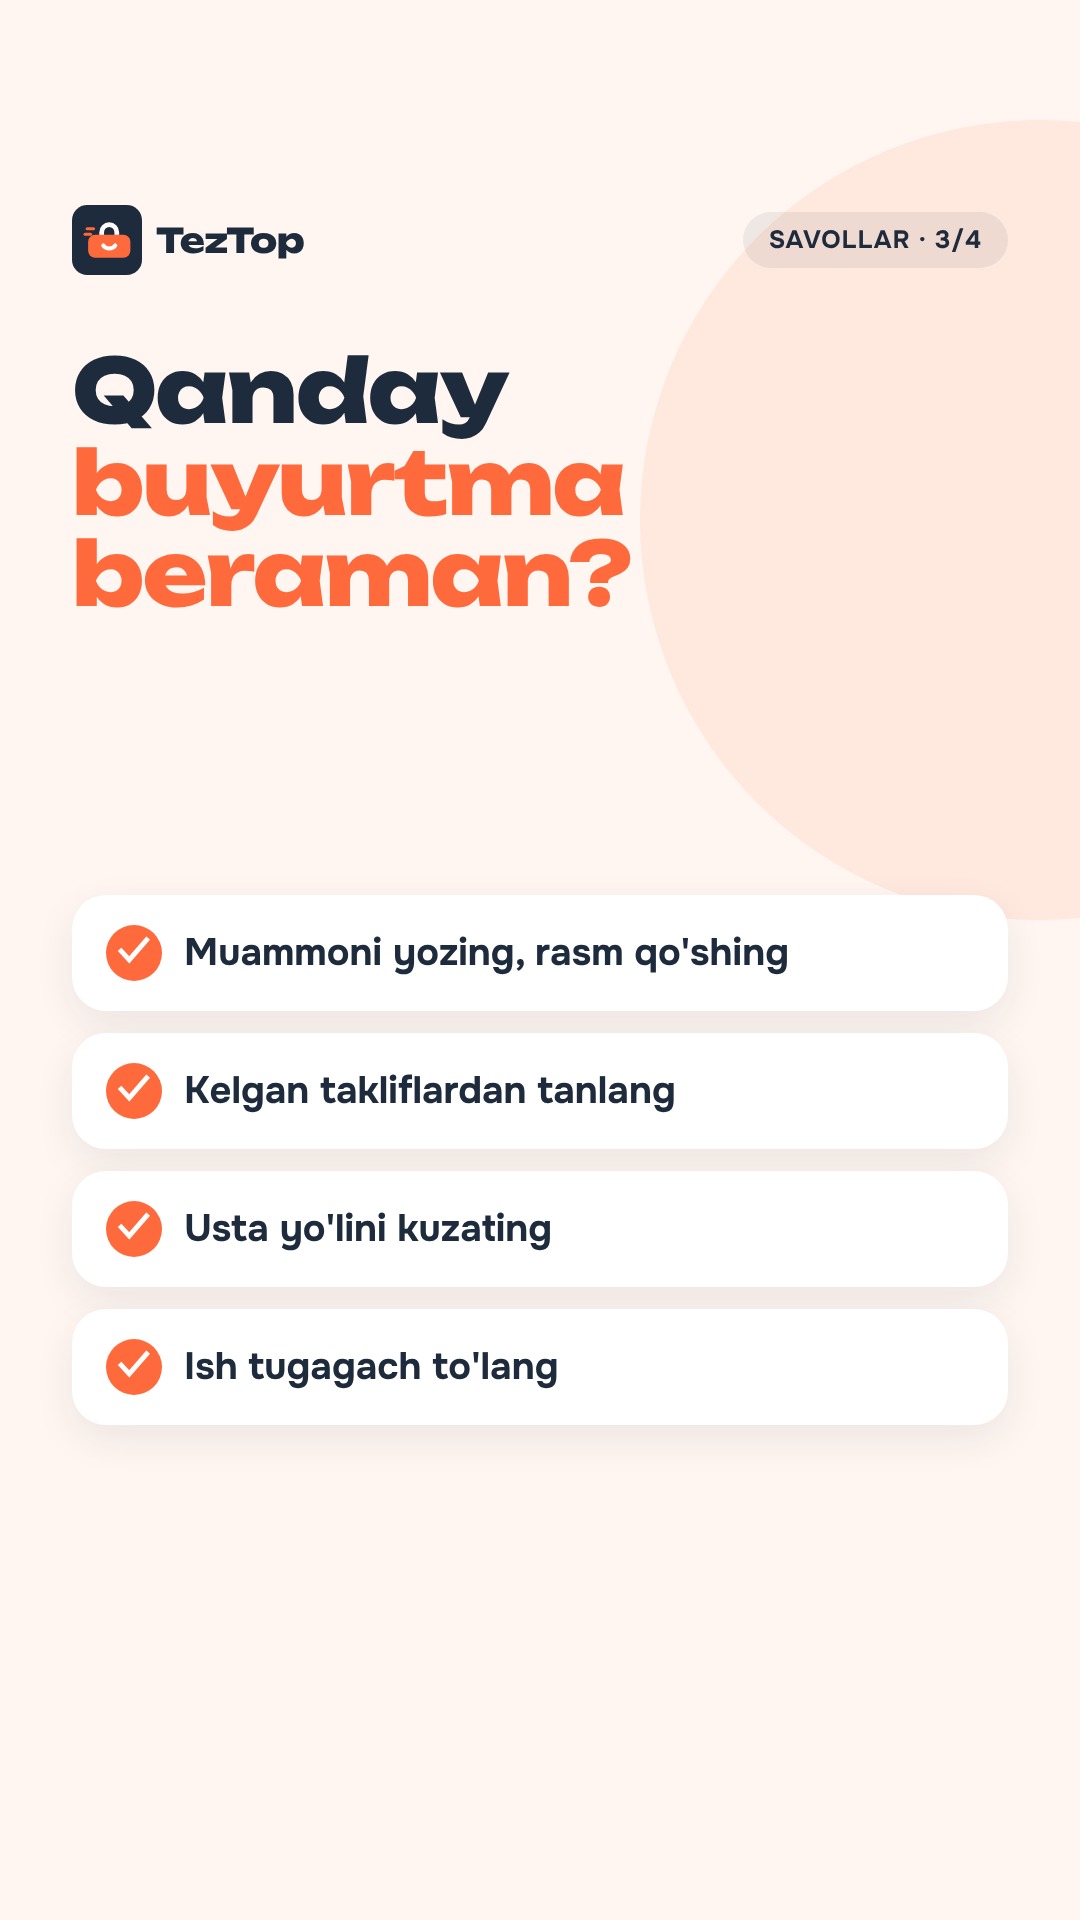 TezTop
SAVOLLAR · 3/4
Qanday
buyurtma
beraman?
Muammoni yozing, rasm qo'shing
Kelgan takliflardan tanlang
Usta yo'lini kuzating
Ish tugagach to'lang